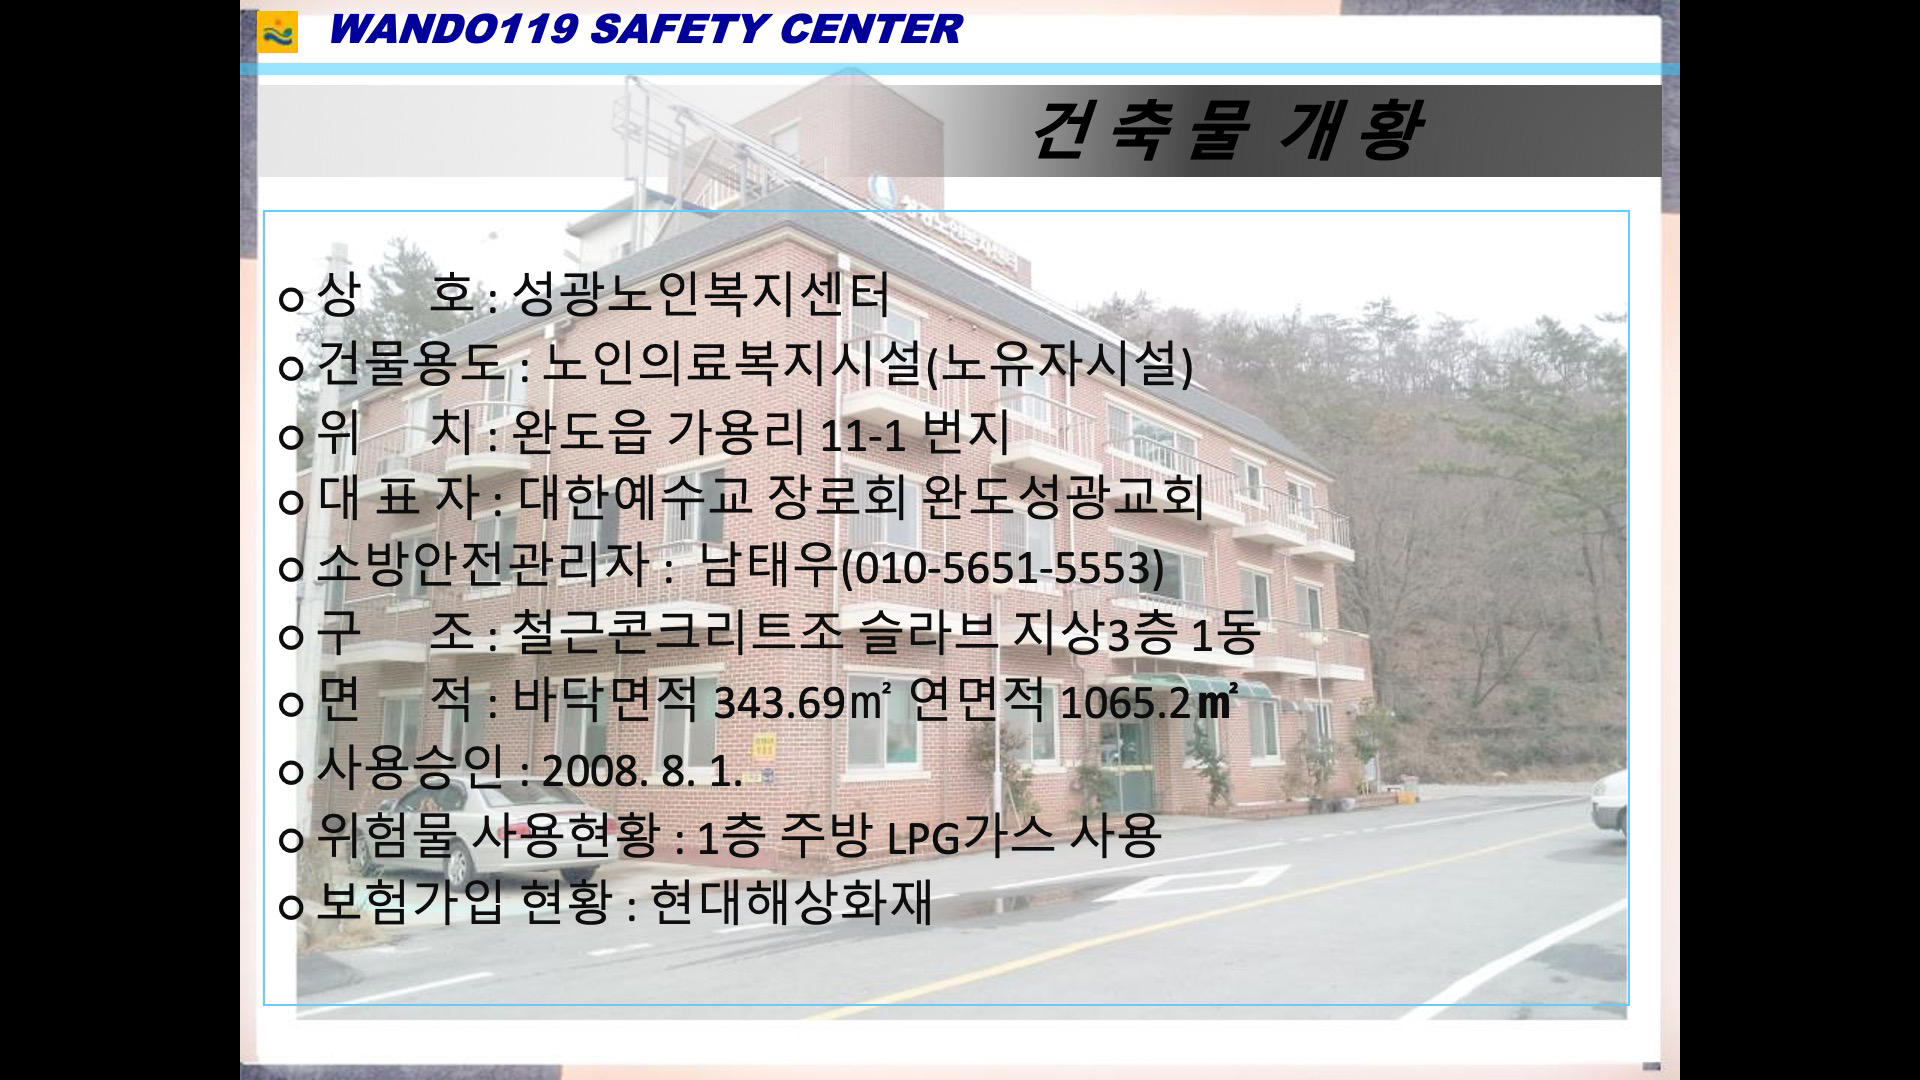 WANDO119 SAFETY CENTER
건 축 물 개 황
ㅇ 상 호 : 성광노인복지센터
ㅇ 건물용도 : 노인의료복지시설(노유자시설)
ㅇ 위 치 : 완도읍 가용리 11-1 번지
ㅇ 대 표 자 : 대한예수교 장로회 완도성광교회
ㅇ 소방안전관리자 : 남태우(010-5651-5553)
ㅇ 구 조 : 철근콘크리트조 슬라브 지상3층 1동
ㅇ 면 적 : 바닥면적 343.69㎡ 연면적 1065.2㎡
ㅇ 사용승인 : 2008. 8. 1.
ㅇ 위험물 사용현황 : 1층 주방 LPG가스 사용
ㅇ 보험가입 현황 : 현대해상화재